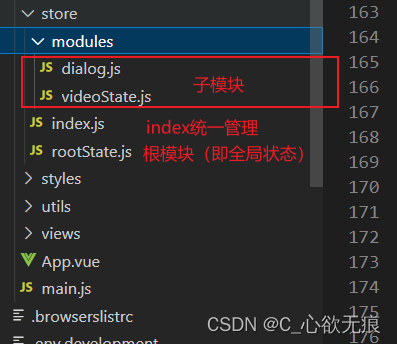 store
modules
JS dialog.js
子模块
JS videoState.js
JS index.js
index统一管理
JS rootState.js
根模块（即全局状态）
styles
utils
views
App.vue
JS main.js
.browserslistrc
.env.development
163
164
165
166
167
168
169
170
171
172
173
174
175
176
CSDN @C_心欲无痕